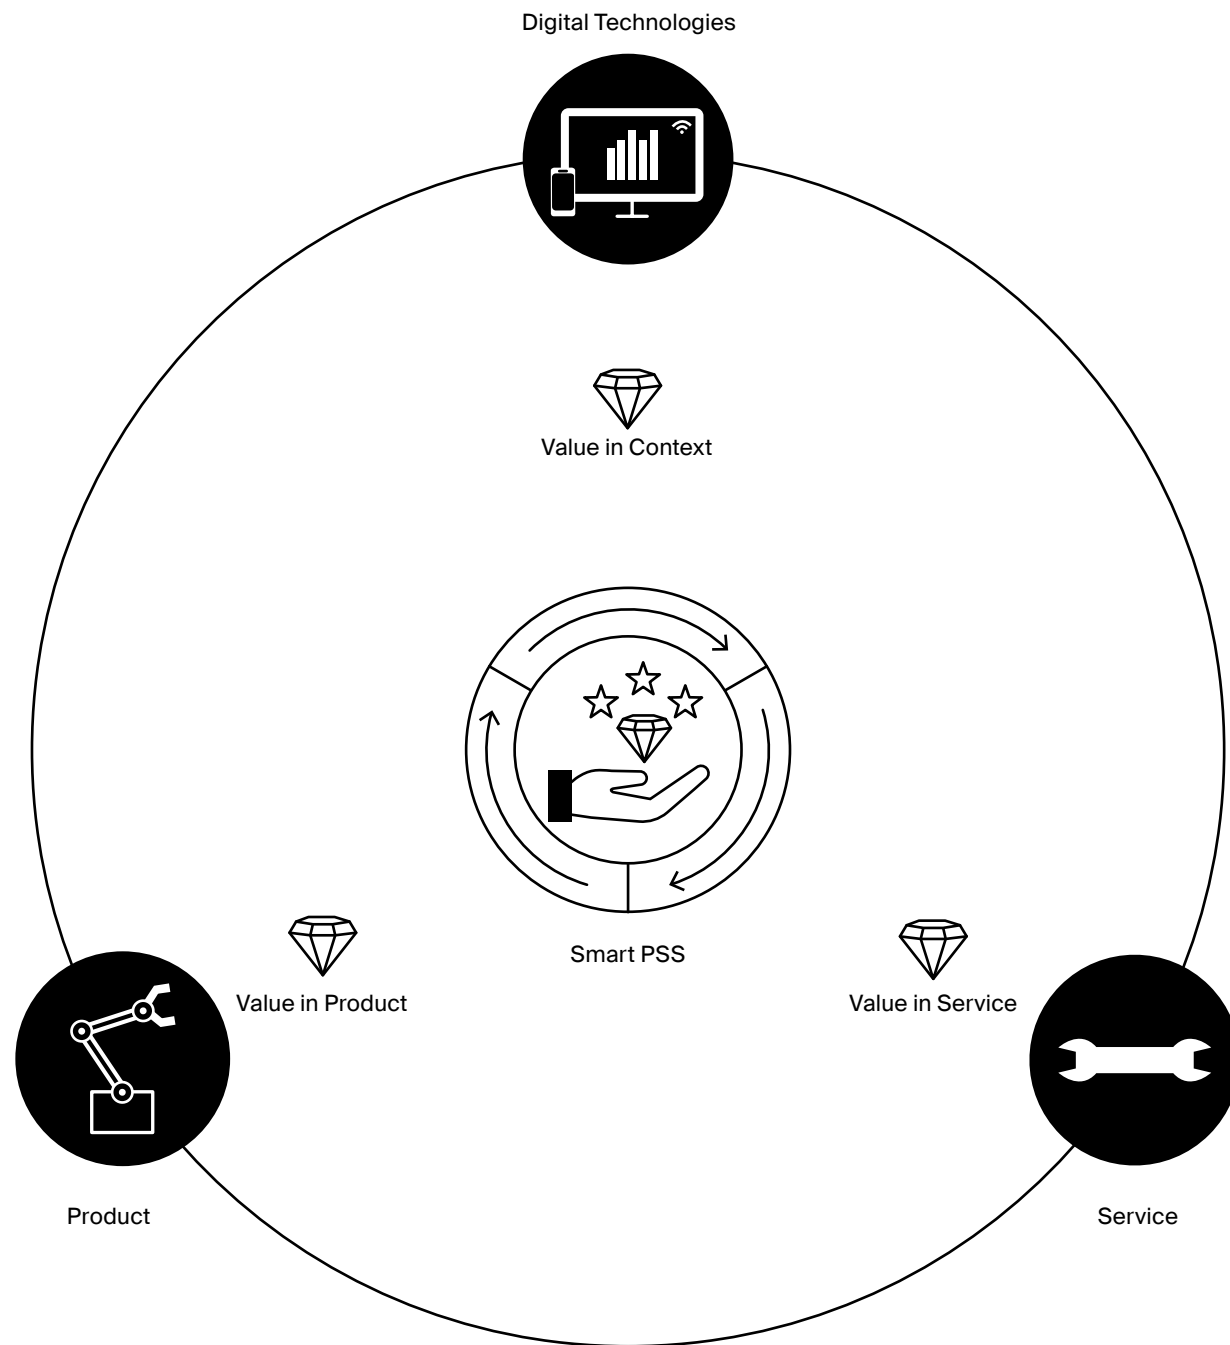 Digital Technologies
Value in Context
Smart PSS
Value in Product
Value in Service
Product
Service